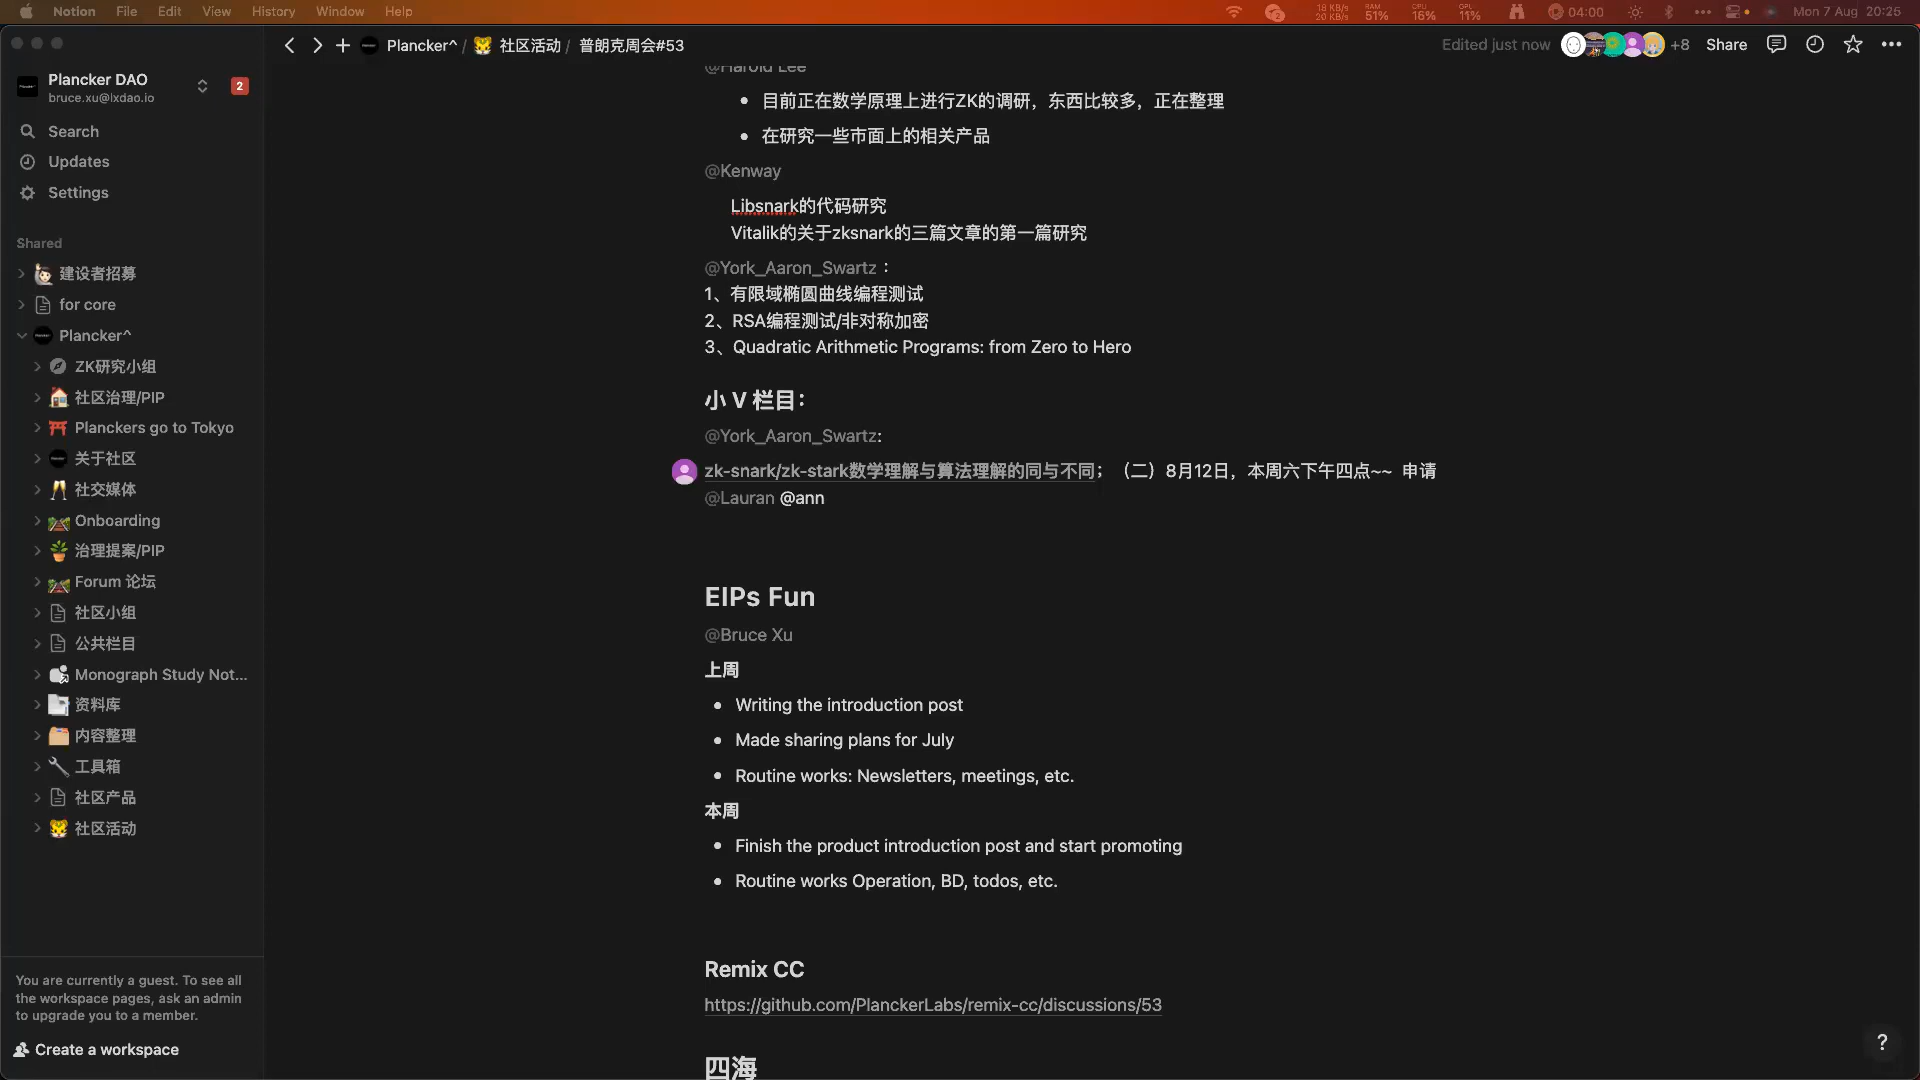 Notion File Edit View History Window Help
18 KB/s
20 KB/s
RAM
51%
CPU
16%
GPU
11%
04:00
Mon 7 Aug 20:25
Plancker^ / 社区活动 / 普朗克周会#53
Edited just now
+8
Share
Plancker DAO
bruce.xu@lxdao.io
2
Search
Updates
Settings
Shared
建设者招募
for core
Plancker^
ZK研究小组
社区治理/PIP
Planckers go to Tokyo
关于社区
社交媒体
Onboarding
治理提案/PIP
Forum 论坛
社区小组
公共栏目
Monograph Study Not...
资料库
内容整理
工具箱
社区产品
社区活动
You are currently a guest. To see all
the workspace pages, ask an admin
to upgrade you to a member.
Create a workspace
@Harold Lee
目前正在数学原理上进行ZK的调研，东西比较多，正在整理
在研究一些市面上的相关产品
@Kenway
Libsnark的代码研究
Vitalik的关于zksnark的三篇文章的第一篇研究
@York_Aaron_Swartz：
1、有限域椭圆曲线编程测试
2、RSA编程测试/非对称加密
3、Quadratic Arithmetic Programs: from Zero to Hero
小 V 栏目：
@York_Aaron_Swartz:
zk-snark/zk-stark数学理解与算法理解的同与不同；（二）8月12日，本周六下午四点~~ 申请
@Lauran @ann
EIPs Fun
@Bruce Xu
上周
Writing the introduction post
Made sharing plans for July
Routine works: Newsletters, meetings, etc.
本周
Finish the product introduction post and start promoting
Routine works Operation, BD, todos, etc.
Remix CC
https://github.com/PlanckerLabs/remix-cc/discussions/53
四海
?